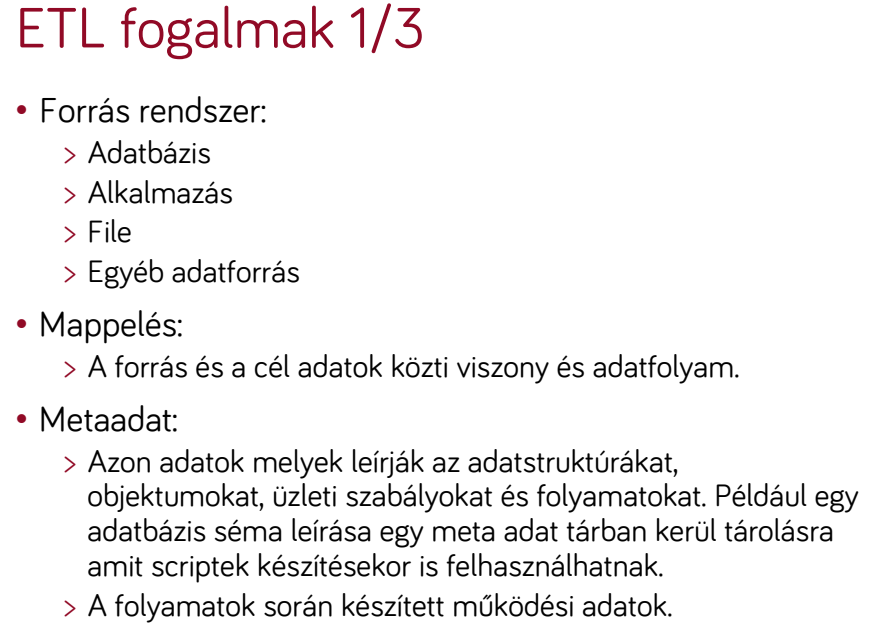 ETL fogalmak 1/3
• Forrás rendszer:
> Adatbázis
> Alkalmazás
> File
> Egyéb adatforrás
• Mappelés:
> A forrás és a cél adatok közti viszony és adatfolyam.
• Metaadat:
> Azon adatok melyek leírják az adatstruktúrákat,
objektumokat, üzleti szabályokat és folyamatokat. Például egy
adatbázis séma leírása egy meta adat tárban kerül tárolásra
amit scriptek készítésekor is felhasználhatnak.
> A folyamatok során készített működési adatok.